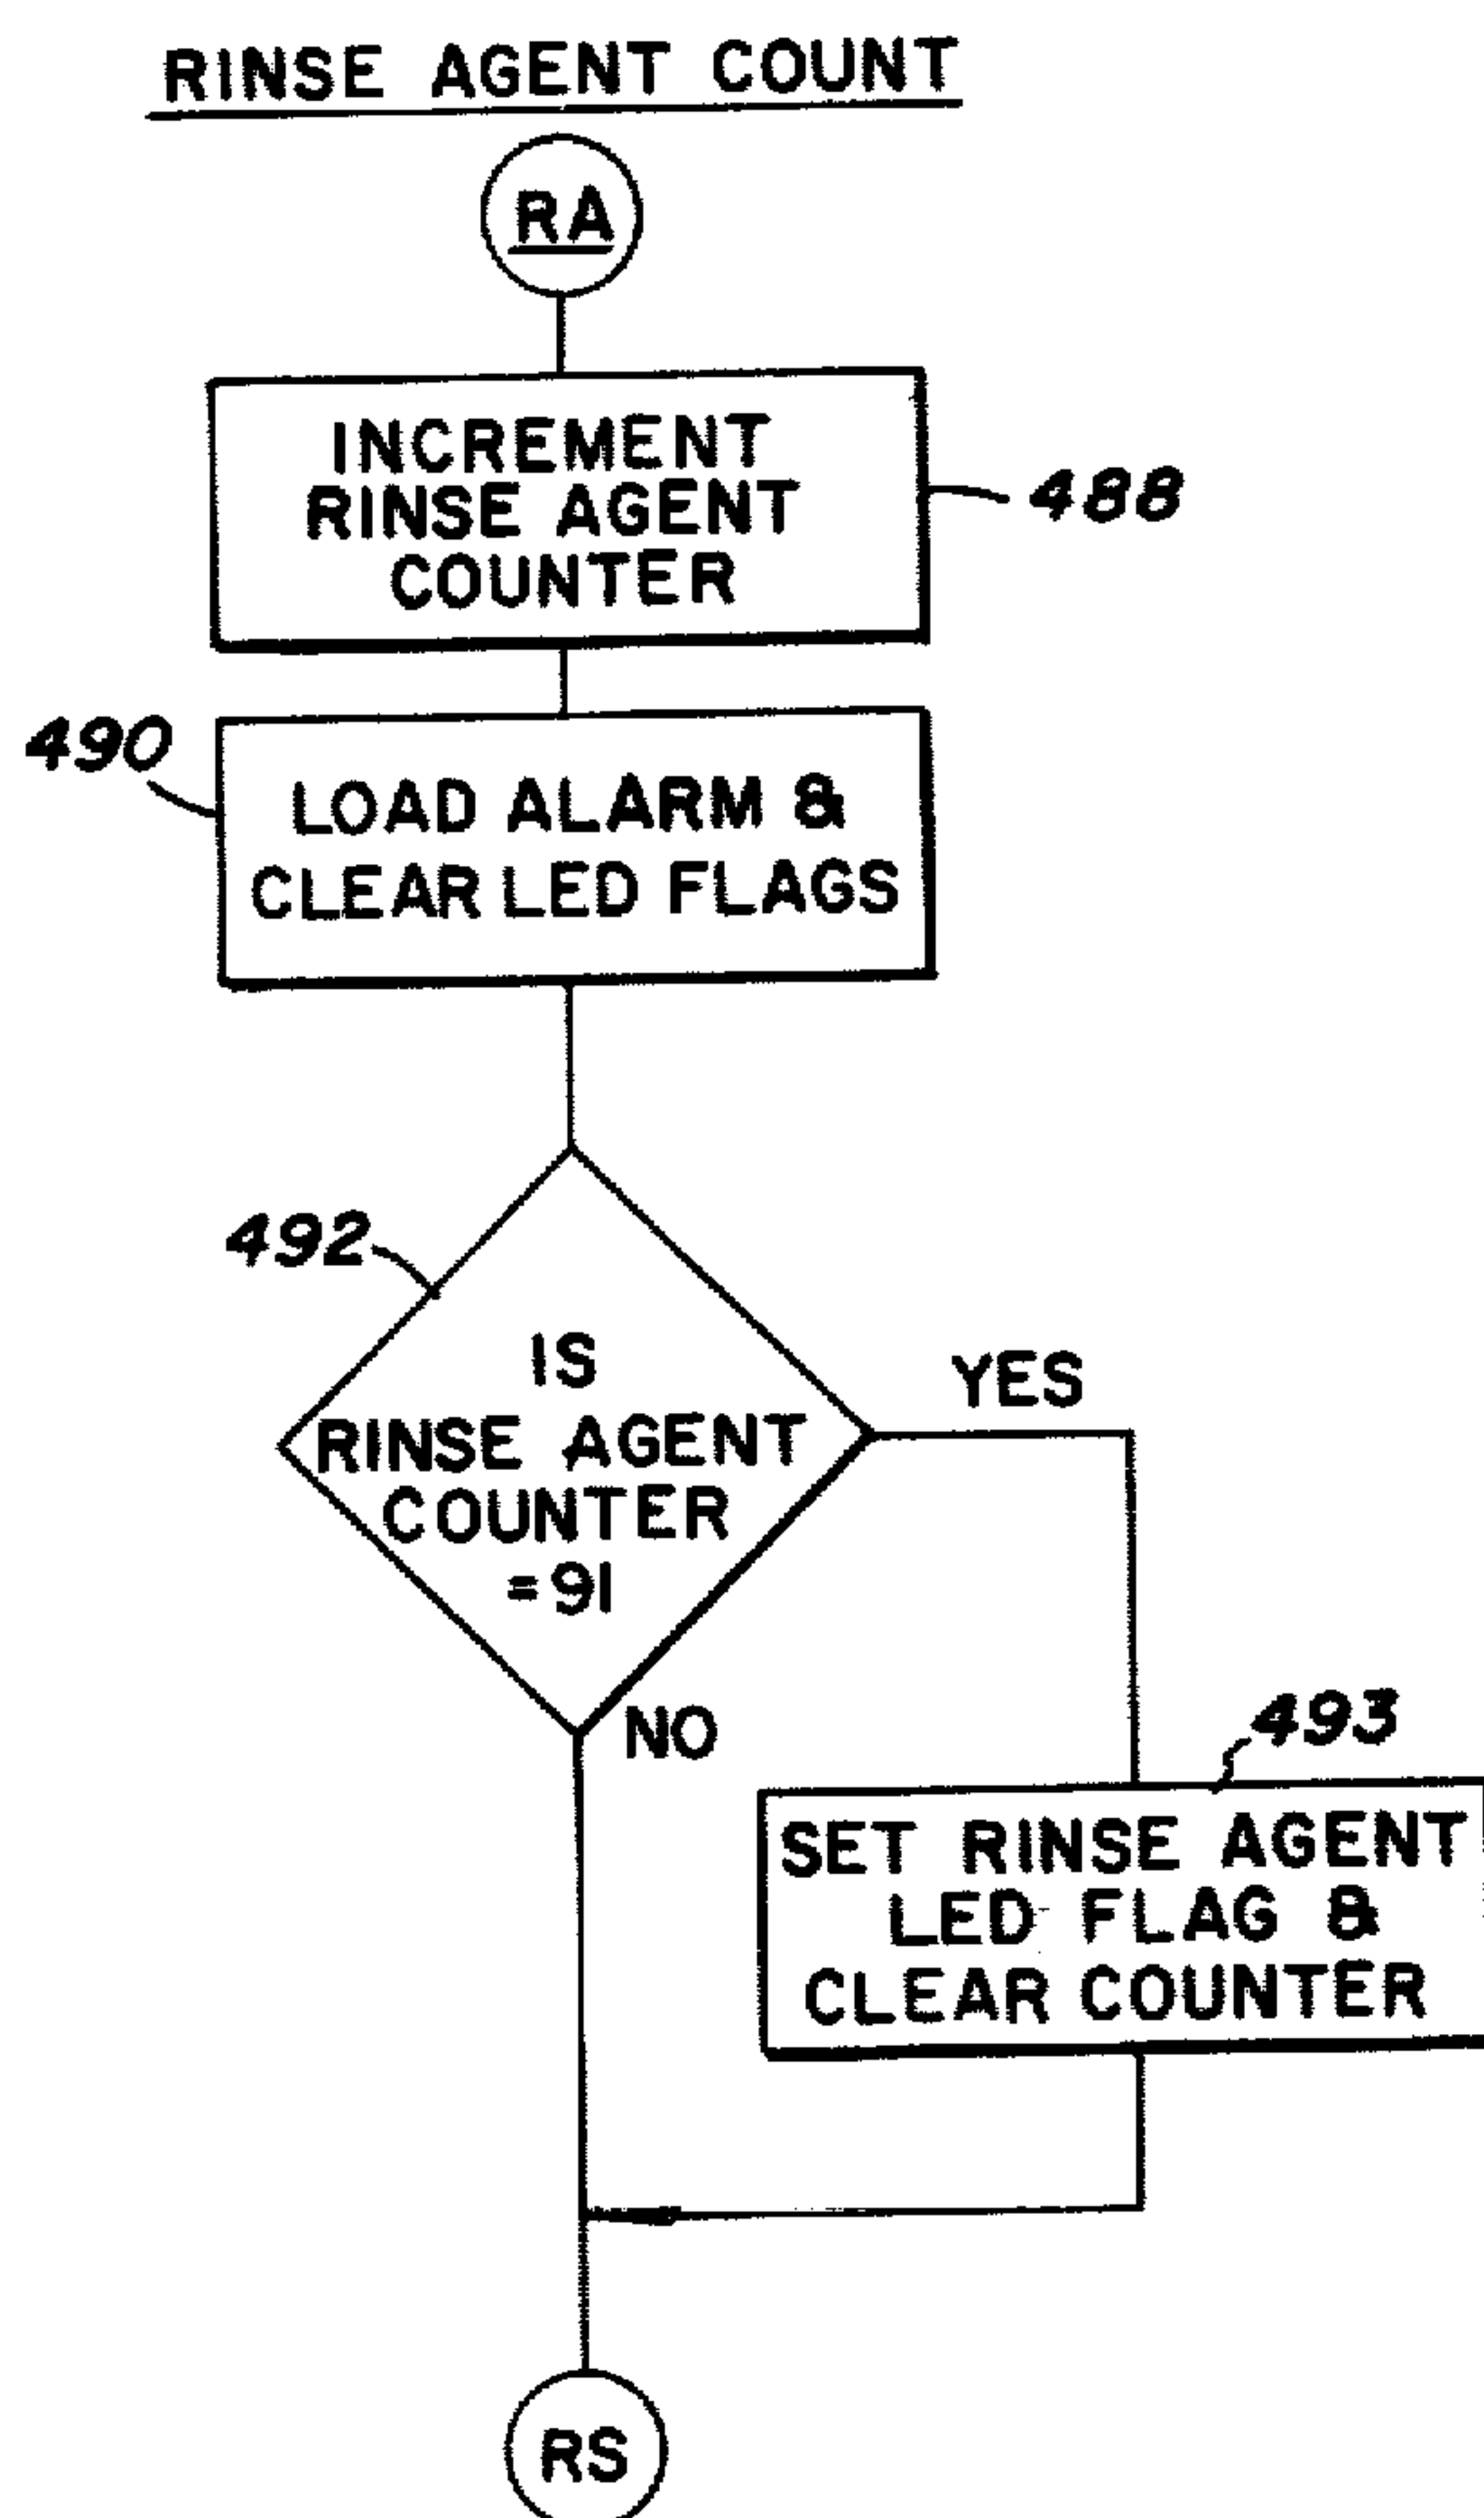 RINSE AGENT COUNT
RA
INCREMENT
RINSE AGENT
COUNTER
488
490
LOAD ALARM &
CLEAR LED FLAGS
492
IS
RINSE AGENT
COUNTER
=91
YES
NO
493
SET RINSE AGENT
LED FLAG &
CLEAR COUNTER
RS